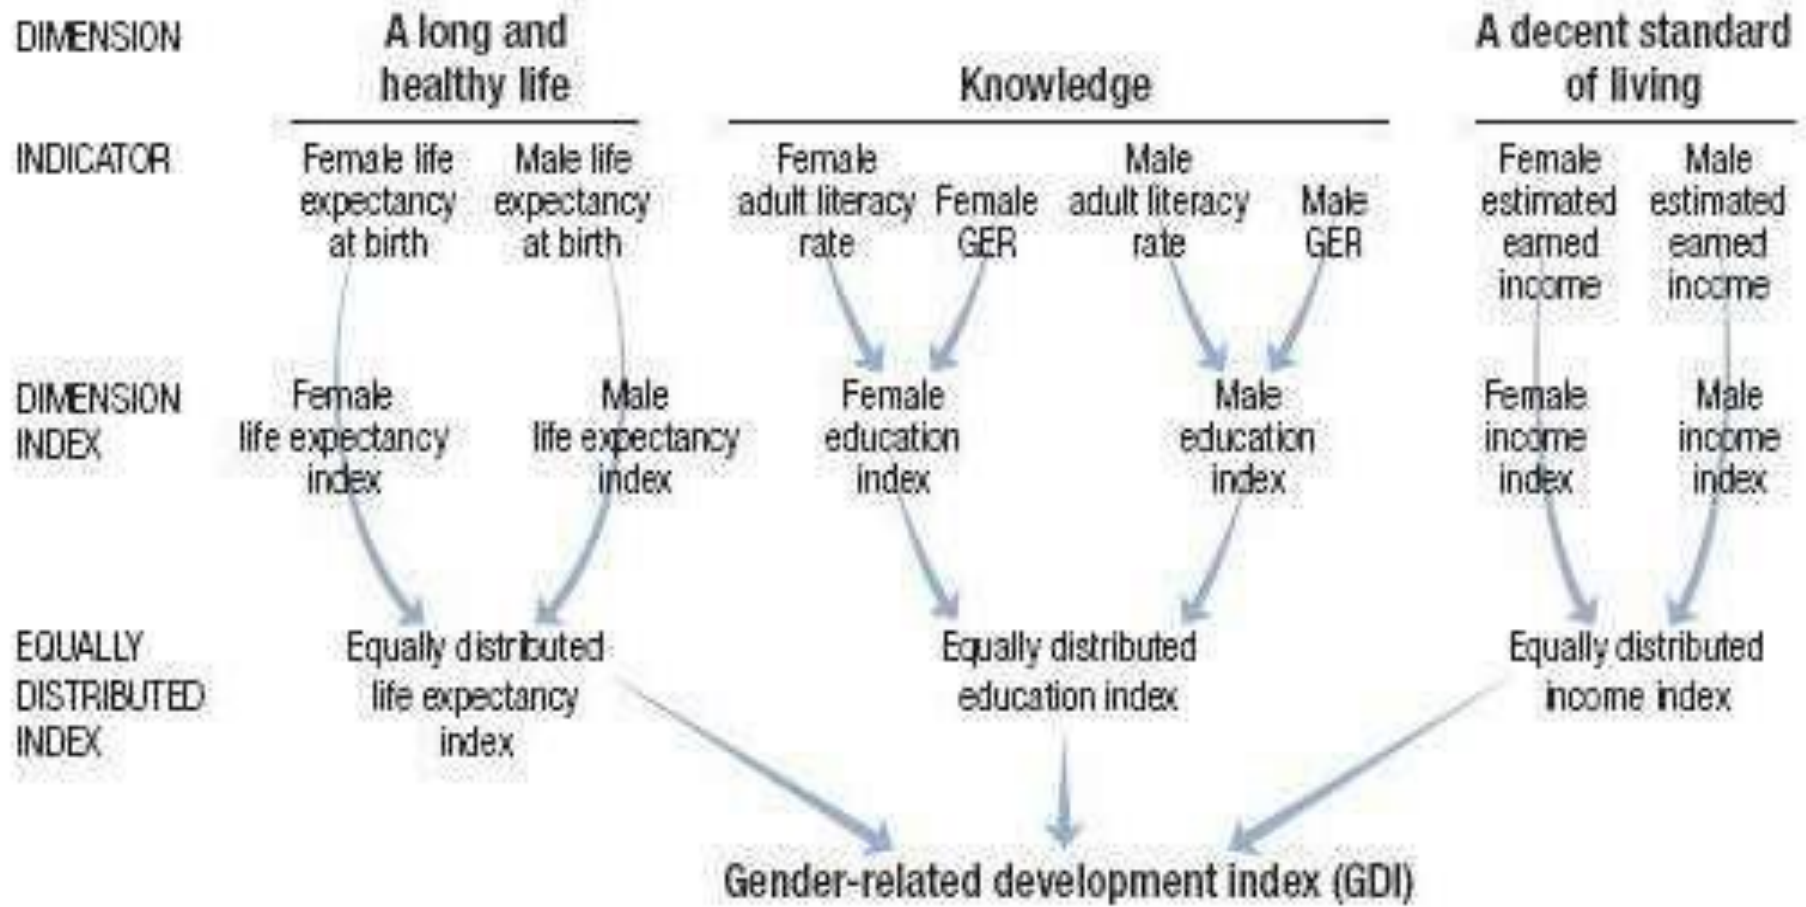 DIMENSION
A long and
healthy life
Knowledge
A decent standard
of living
INDICATOR
Female life
expectancy
at birth
Male life
expectancy
at birth
Female
adult literacy
rate
Female
GER
Male
adult literacy
rate
Male
GER
Female
estimated
earned
income
Male
estimated
earned
income
DIMENSION
INDEX
Female
life expectancy
index
Male
life expectancy
index
Female
education
index
Male
education
index
Female
income
index
Male
income
index
EQUALLY
DISTRIBUTED
INDEX
Equally distributed
life expectancy
index
Equally distributed
education index
Equally distributed
income index
Gender-related development index (GDI)